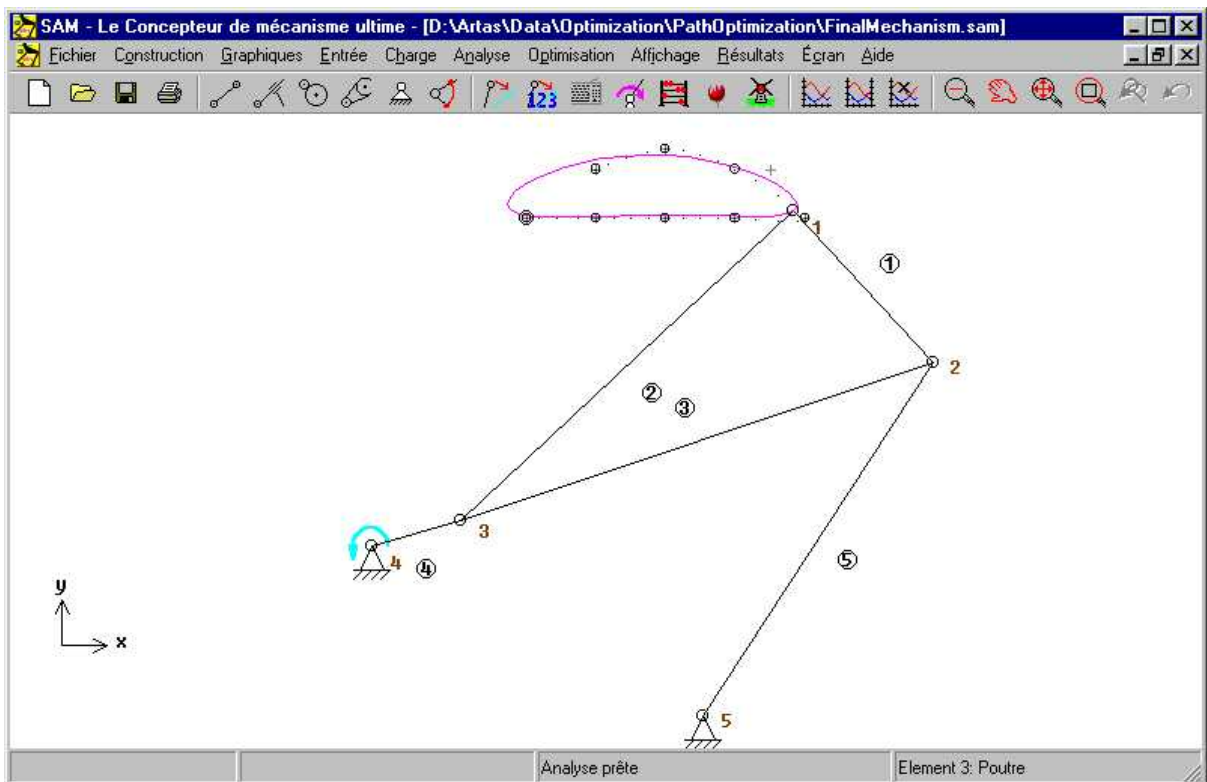 SAM - Le Concepteur de mécanisme ultime - [D:\Artas\Data\Optimization\PathOptimization\FinalMechanism.sam]
Fichier Construction Graphiques Entrée Charge Analyse Optimisation Affichage Résultats Écran Aide
123
1
1
2
2
3
3
4
4
5
5
y
x
Analyse prête
Element 3: Poutre